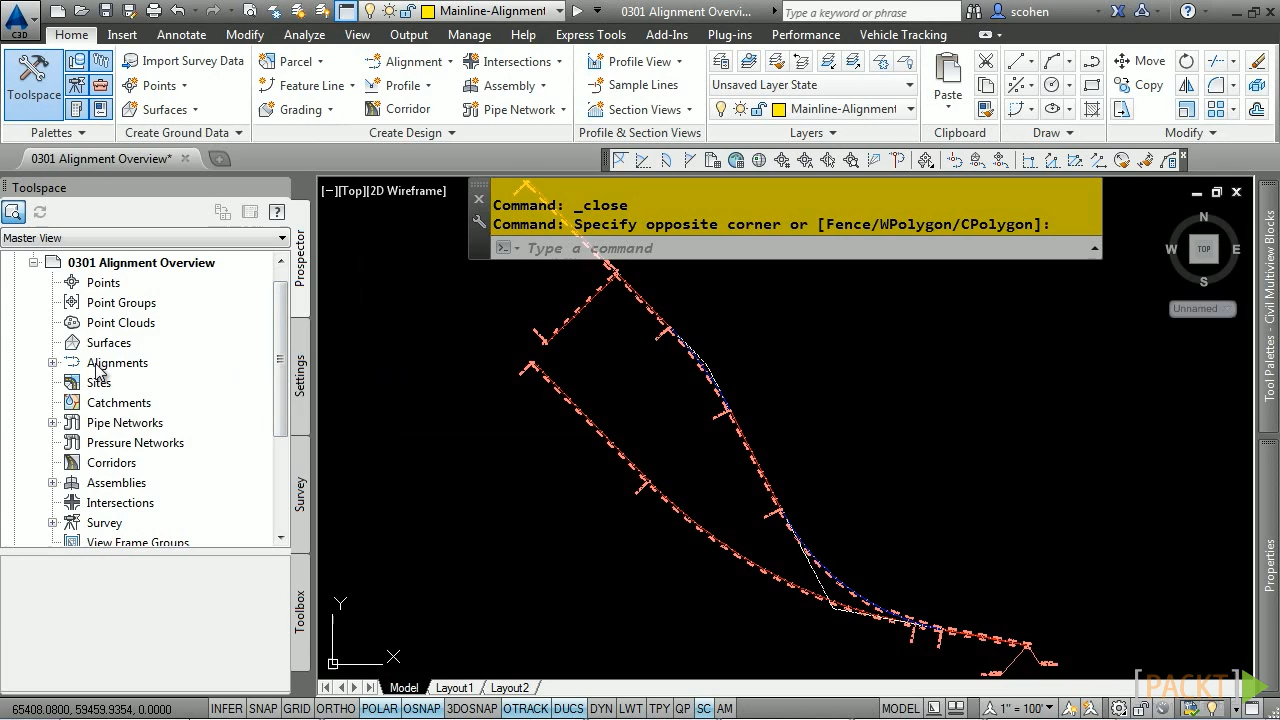 C3D
Mainline-Alignment
0301 Alignment Overvi...
Type a keyword or phrase
scohen
Home Insert Annotate Modify Analyze View Output Manage Help Express Tools Add-Ins Plug-ins Performance Vehicle Tracking
Toolspace
Palettes
Import Survey Data
Points
Surfaces
Create Ground Data
Parcel
Feature Line
Grading
Alignment
Profile
Corridor
Intersections
Assembly
Pipe Network
Create Design
Profile View
Sample Lines
Section Views
Profile & Section Views
Unsaved Layer State
Mainline-Alignment
Layers
Paste
Clipboard
Draw
Move
Copy
Modify
0301 Alignment Overview*
Toolspace
Master View
0301 Alignment Overview
Points
Point Groups
Point Clouds
Surfaces
Alignments
Sites
Catchments
Pipe Networks
Pressure Networks
Corridors
Assemblies
Intersections
Survey
View Frame Groups
Prospector
Settings
Survey
Toolbox
[−][Top][2D Wireframe]
Command: _close
Command: Specify opposite corner or [Fence/WPolygon/CPolygon]:
Type a command
N
W TOP E
S
Unnamed
Tool Palettes - Civil Multiview Blocks
Properties
Y
X
Model Layout1 Layout2
PACKT
65408.0800, 59459.9354, 0.0000
INFER SNAP GRID ORTHO POLAR OSNAP 3DOSNAP OTRACK DUCS DYN LWT TPY QP SC AM
MODEL
1" = 100'